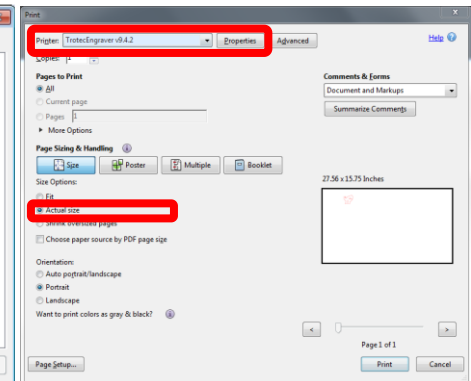 Print
Printer: TrotecEngraver v9.4.2 Properties Advanced Help
Copies: 1
Pages to Print Comments & Forms
All Document and Markups
Current page
Pages 1 Summarize Comments
More Options
Page Sizing & Handling
Size Poster Multiple Booklet
Size Options: 27.56 x 15.75 Inches
Fit
Actual size
Shrink oversized pages
Choose paper source by PDF page size
Orientation:
Auto portrait/landscape
Portrait
Landscape
Want to print colors as gray & black?
< >
Page 1 of 1
Page Setup... Print Cancel